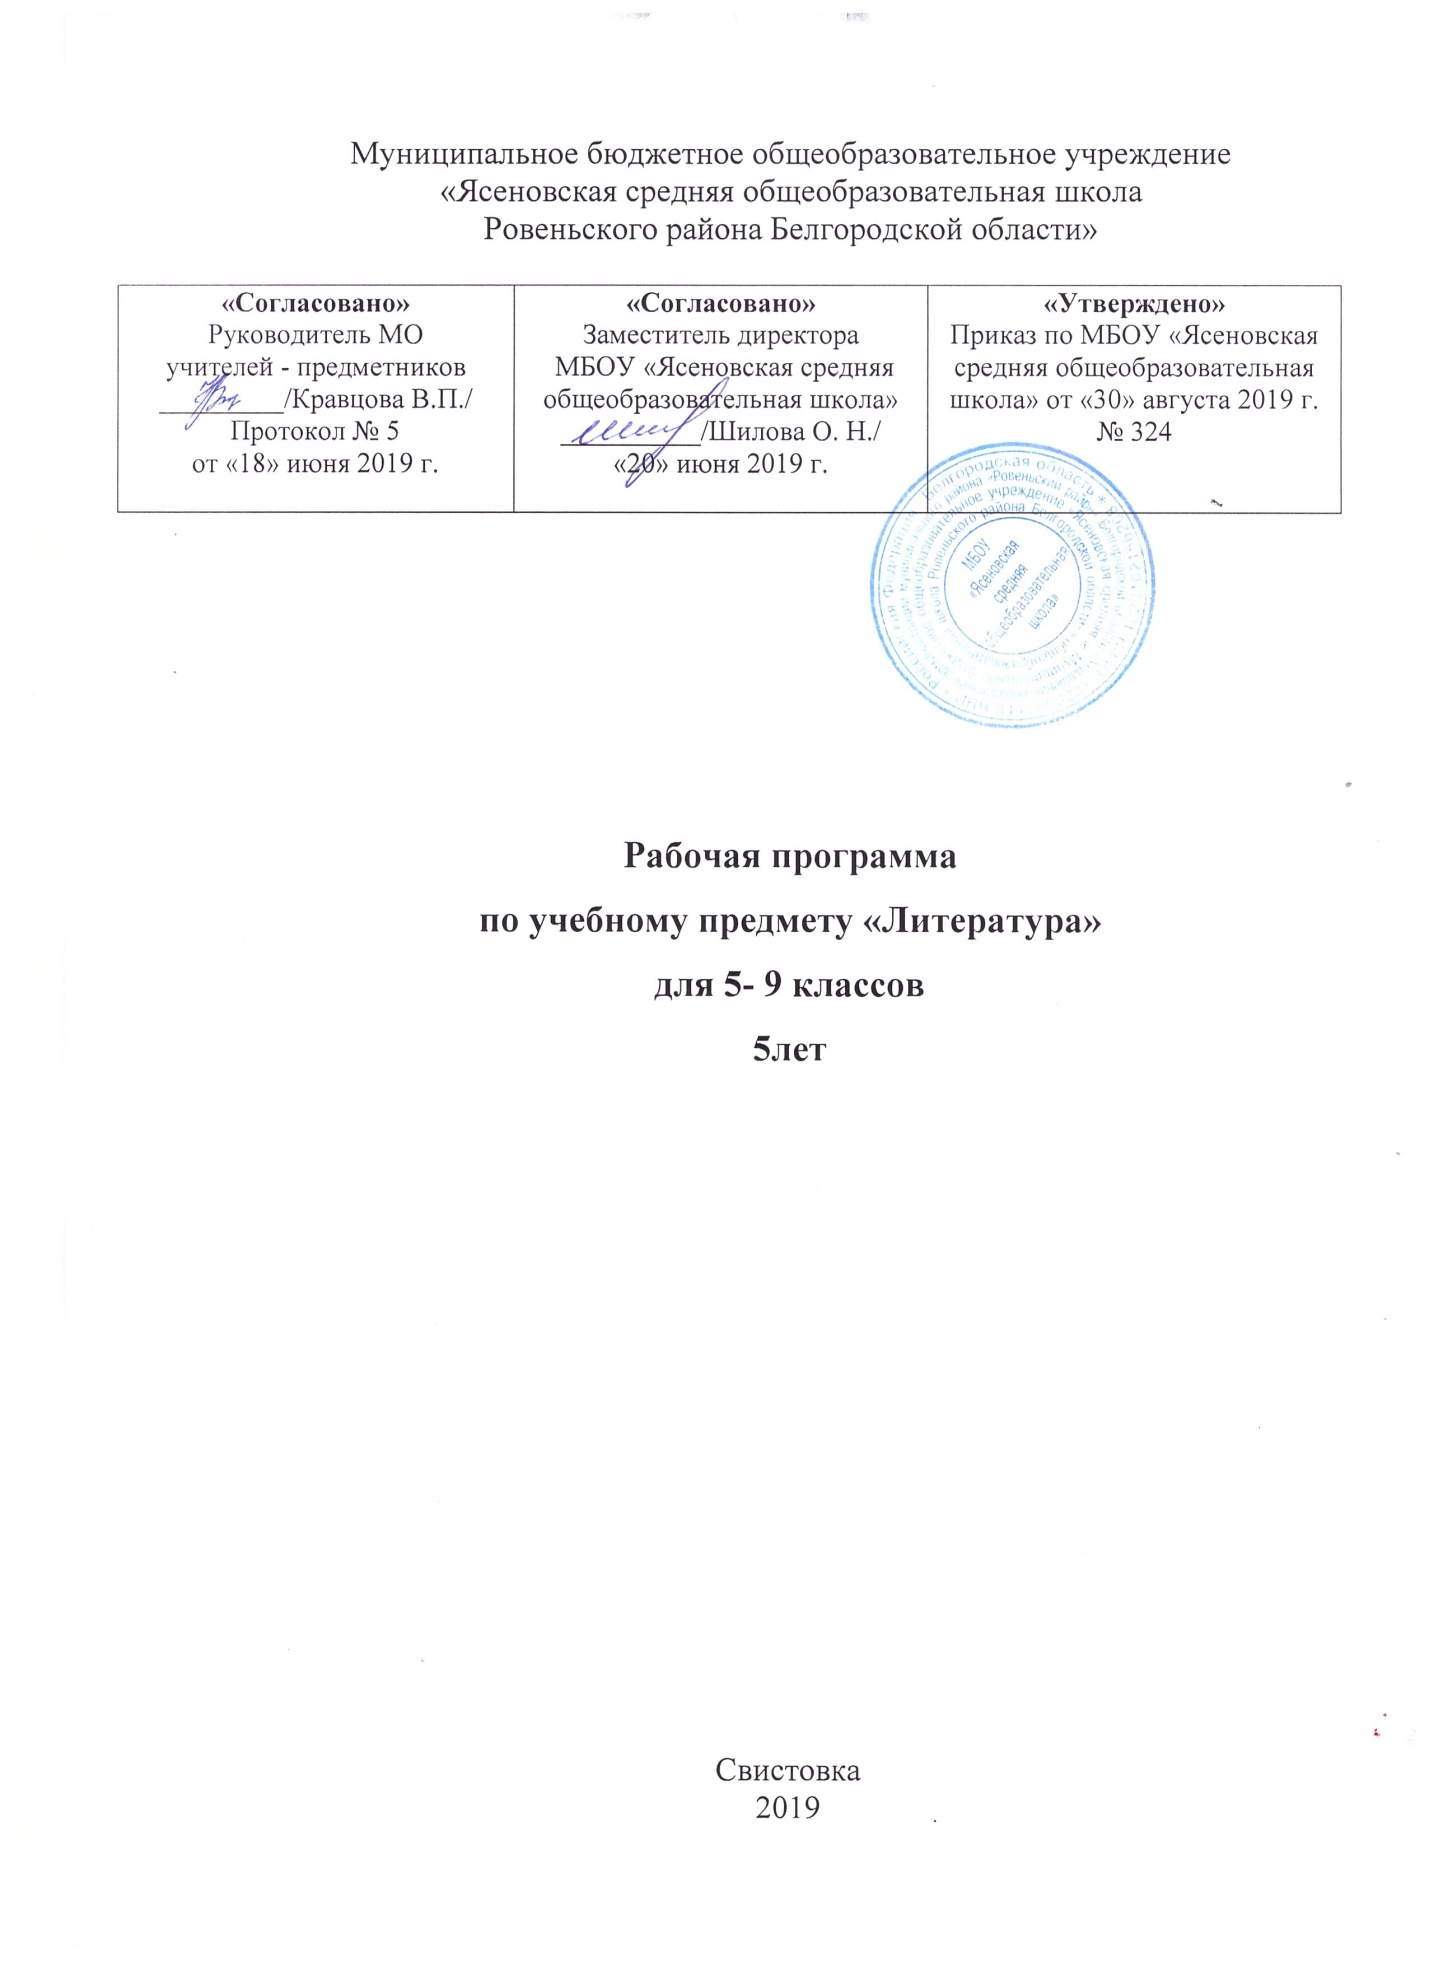 Муниципальное бюджетное общеобразовательное учреждение
«Ясеновская средняя общеобразовательная школа
Ровеньского района Белгородской области»
«Согласовано»
Руководитель МО
учителей - предметников
_________/Кравцова В.П./
Протокол № 5
от «18» июня 2019 г.
«Согласовано»
Заместитель директора
МБОУ «Ясеновская средняя
общеобразовательная школа»
__________/Шилова О. Н./
«20» июня 2019 г.
«Утверждено»
Приказ по МБОУ «Ясеновская
средняя общеобразовательная
школа» от «30» августа 2019 г.
№ 324
МБОУ
«Ясеновская
средняя
общеобразовательная
школа»
Рабочая программа
по учебному предмету «Литература»
для 5- 9 классов
5лет
Свистовка
2019